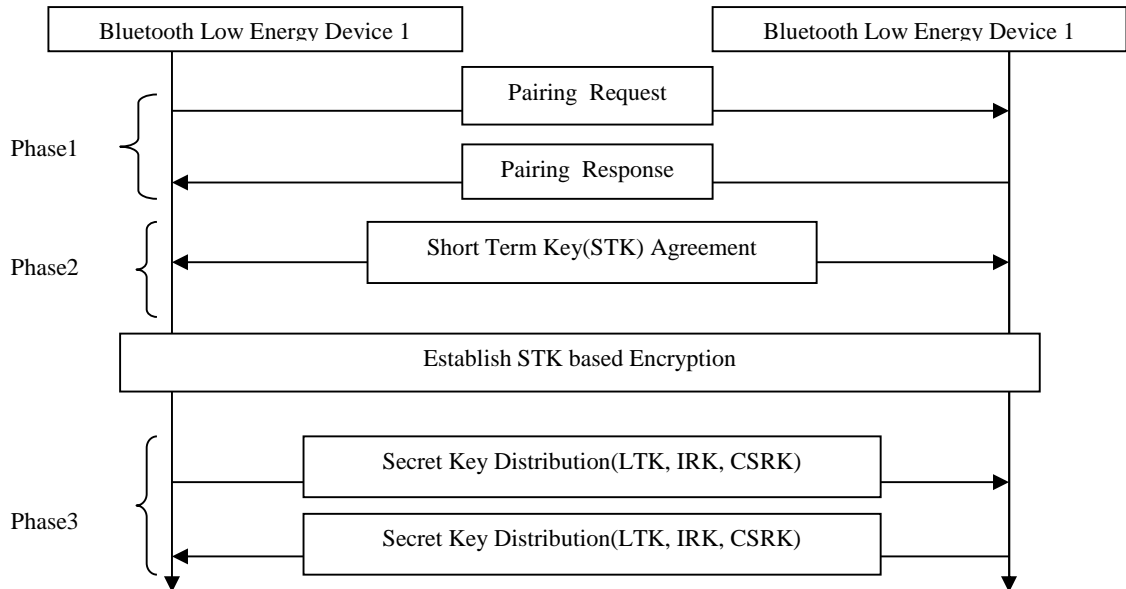 Bluetooth Low Energy Device 1
Bluetooth Low Energy Device 1
Pairing Request
Phase1
Pairing Response
Short Term Key(STK) Agreement
Phase2
Establish STK based Encryption
Secret Key Distribution(LTK, IRK, CSRK)
Phase3
Secret Key Distribution(LTK, IRK, CSRK)